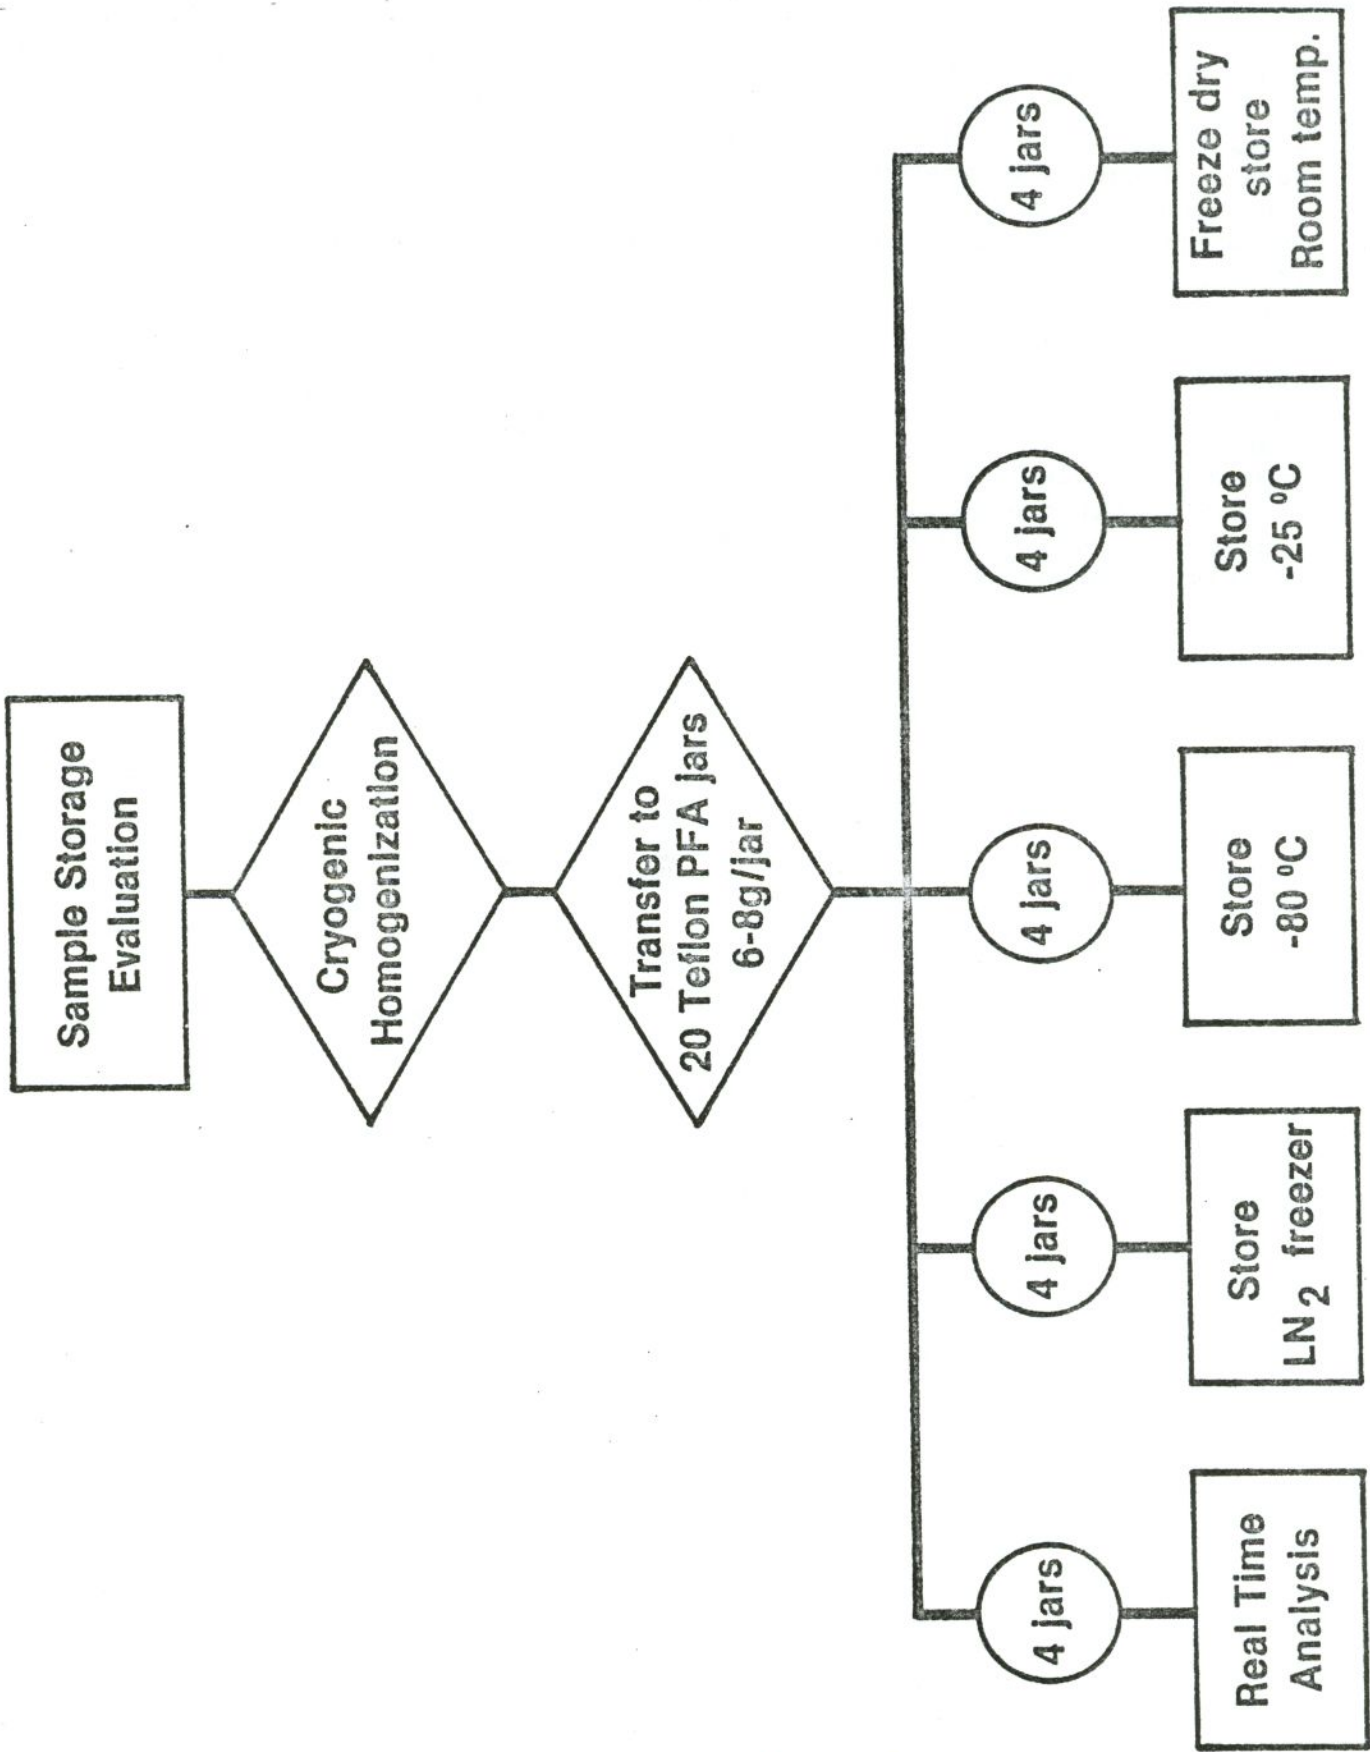 Sample Storage
Evaluation
Cryogenic
Homogenization
Transfer to
20 Teflon PFA jars
6-8g/jar
4 jars
4 jars
4 jars
4 jars
4 jars
Real Time
Analysis
Store
LN2 freezer
Store
-80 ºC
Store
-25 ºC
Freeze dry
store
Room temp.